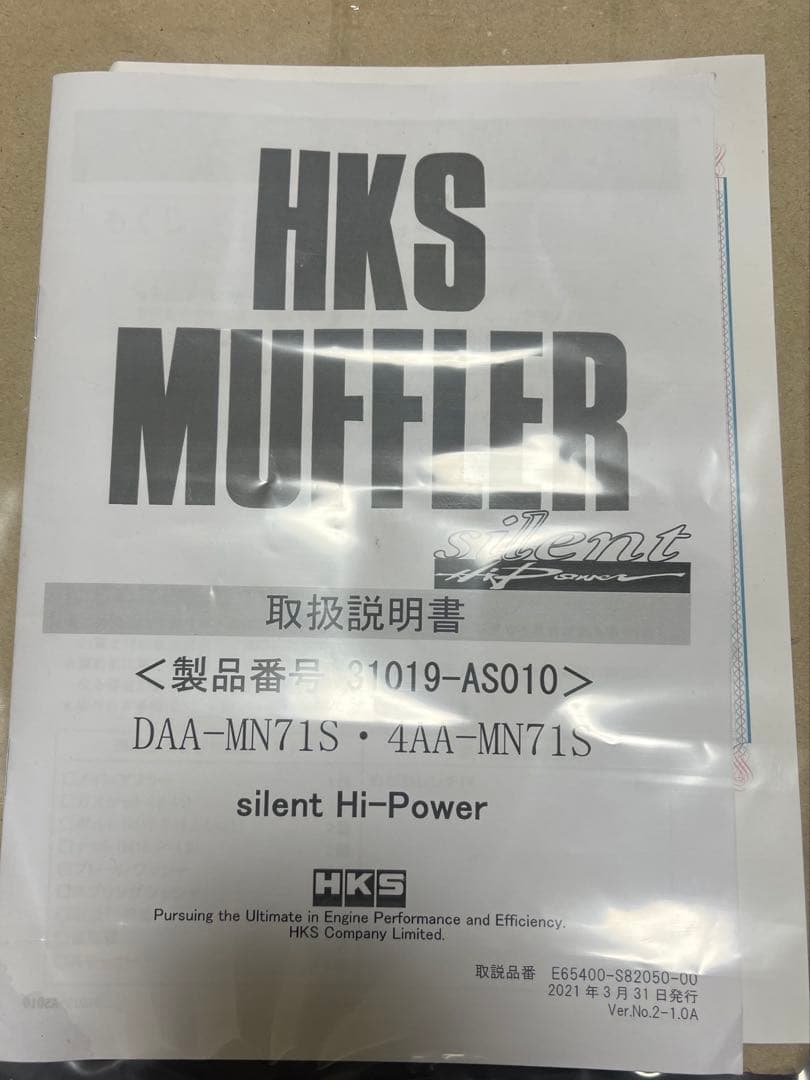 HKS
MUFFLER
silent
Hi-Power
取扱説明書
＜製品番号 31019-AS010＞
DAA-MN71S・4AA-MN71S
silent Hi-Power
HKS
Pursuing the Ultimate in Engine Performance and Efficiency.
HKS Company Limited.
取説品番 E65400-S82050-00
2021年3月31日発行
Ver.No.2-1.0A